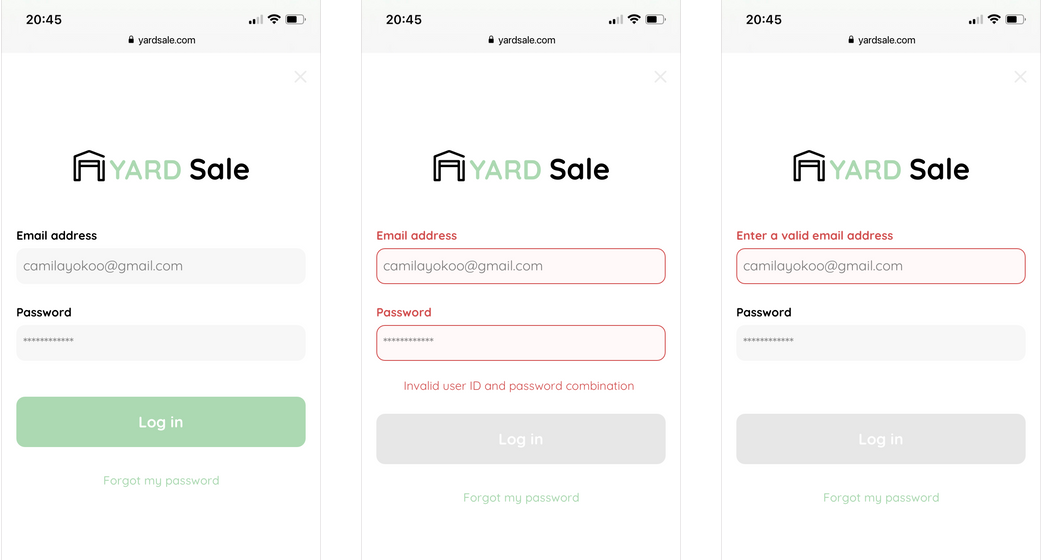 20:45
yardsale.com
YARD Sale
Email address
camilayokoo@gmail.com
Password
************
Log in
Forgot my password
20:45
yardsale.com
YARD Sale
Email address
camilayokoo@gmail.com
Password
************
Invalid user ID and password combination
Log in
Forgot my password
20:45
yardsale.com
YARD Sale
Enter a valid email address
camilayokoo@gmail.com
Password
************
Log in
Forgot my password